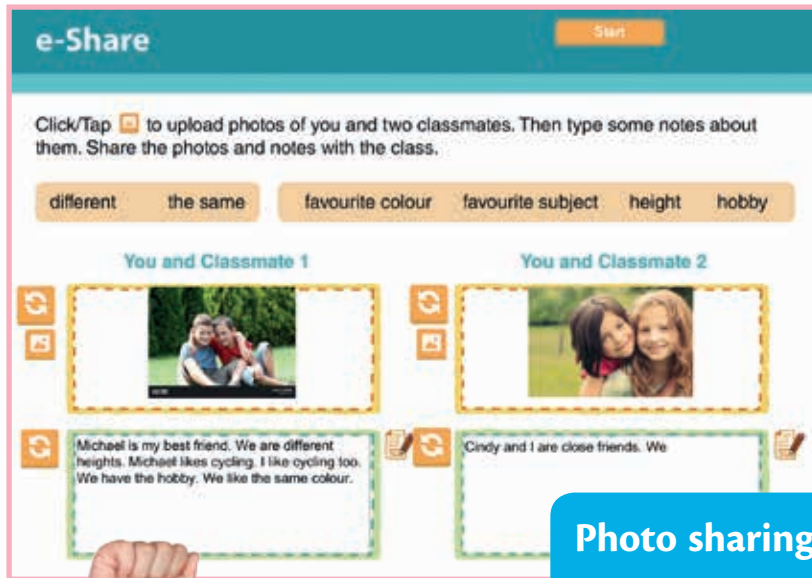 e-Share
Start
Click/Tap to upload photos of you and two classmates. Then type some notes about
them. Share the photos and notes with the class.
different the same favourite colour favourite subject height hobby
You and Classmate 1 You and Classmate 2
Michael is my best friend. We are different
heights. Michael likes cycling. I like cycling too.
We have the hobby. We like the same colour.
Cindy and I are close friends. We
Photo sharing